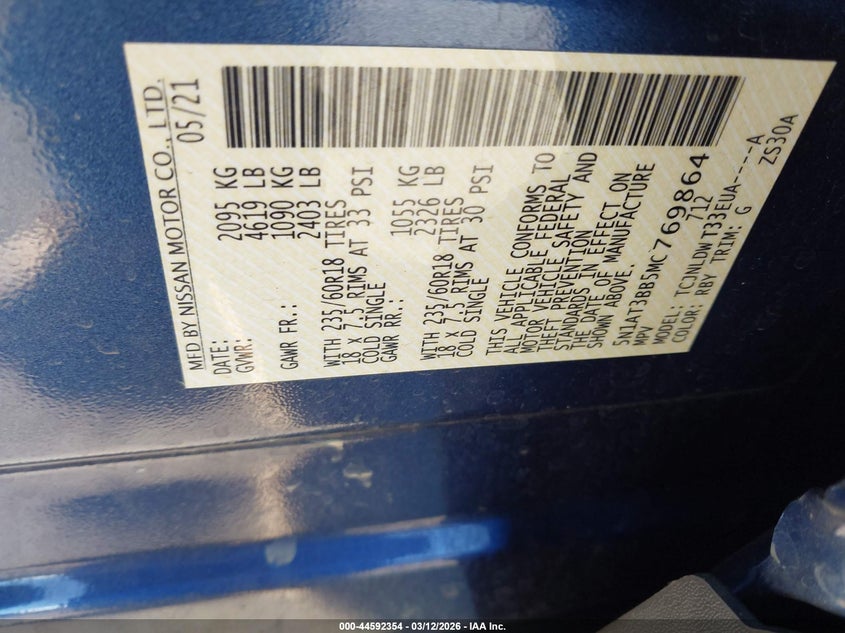 MFD BY NISSAN MOTOR CO., LTD.
DATE: 05/21
GVWR: 2095 KG
4619 LB
GAWR FR.: 1090 KG
2403 LB
WITH 235/60R18 TIRES
18 X 7.5 RIMS AT 33 PSI
COLD SINGLE
GAWR RR.: 1055 KG
2326 LB
WITH 235/60R18 TIRES
18 X 7.5 RIMS AT 30 PSI
COLD SINGLE
THIS VEHICLE CONFORMS TO
ALL APPLICABLE FEDERAL
MOTOR VEHICLE SAFETY AND
THEFT PREVENTION
STANDARDS IN EFFECT ON
THE DATE OF MANUFACTURE
SHOWN ABOVE.
5N1AT3BB5MC769864
MPV 712
MODEL: TCJNLDWT33EUA----A
COLOR: RBY TRIM: G ZS30A
000-44592354 - 03/12/2026 - IAA Inc.